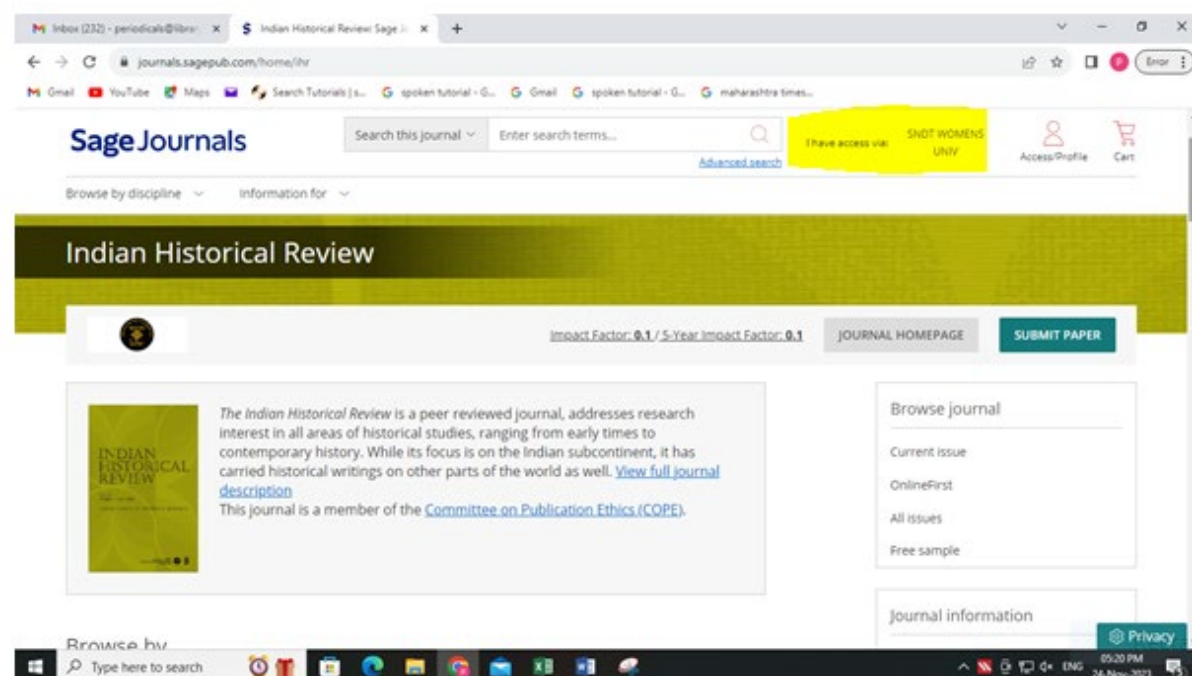 Inbox (232) - periodicals@librar
Indian Historical Review: Sage Jo
journals.sagepub.com/home/ihr
Error
Gmail YouTube Maps Search Tutorials | s... spoken tutorial - G... Gmail spoken tutorial - G... maharashtra times...
Sage Journals
Search this journal
Enter search terms...
Advanced search
I have access via:
SNDT WOMENS
UNIV
Access/Profile
Cart
Browse by discipline
Information for
Indian Historical Review
Impact Factor: 0.1 / 5-Year Impact Factor: 0.1
JOURNAL HOMEPAGE
SUBMIT PAPER
INDIAN
HISTORICAL
REVIEW
The Indian Historical Review is a peer reviewed journal, addresses research
interest in all areas of historical studies, ranging from early times to
contemporary history. While its focus is on the Indian subcontinent, it has
carried historical writings on other parts of the world as well. View full journal
description
This journal is a member of the Committee on Publication Ethics (COPE).
Browse journal
Current issue
OnlineFirst
All issues
Free sample
Journal information
Browse by
Privacy
Type here to search
ENG
05:20 PM
24-Nov-2023